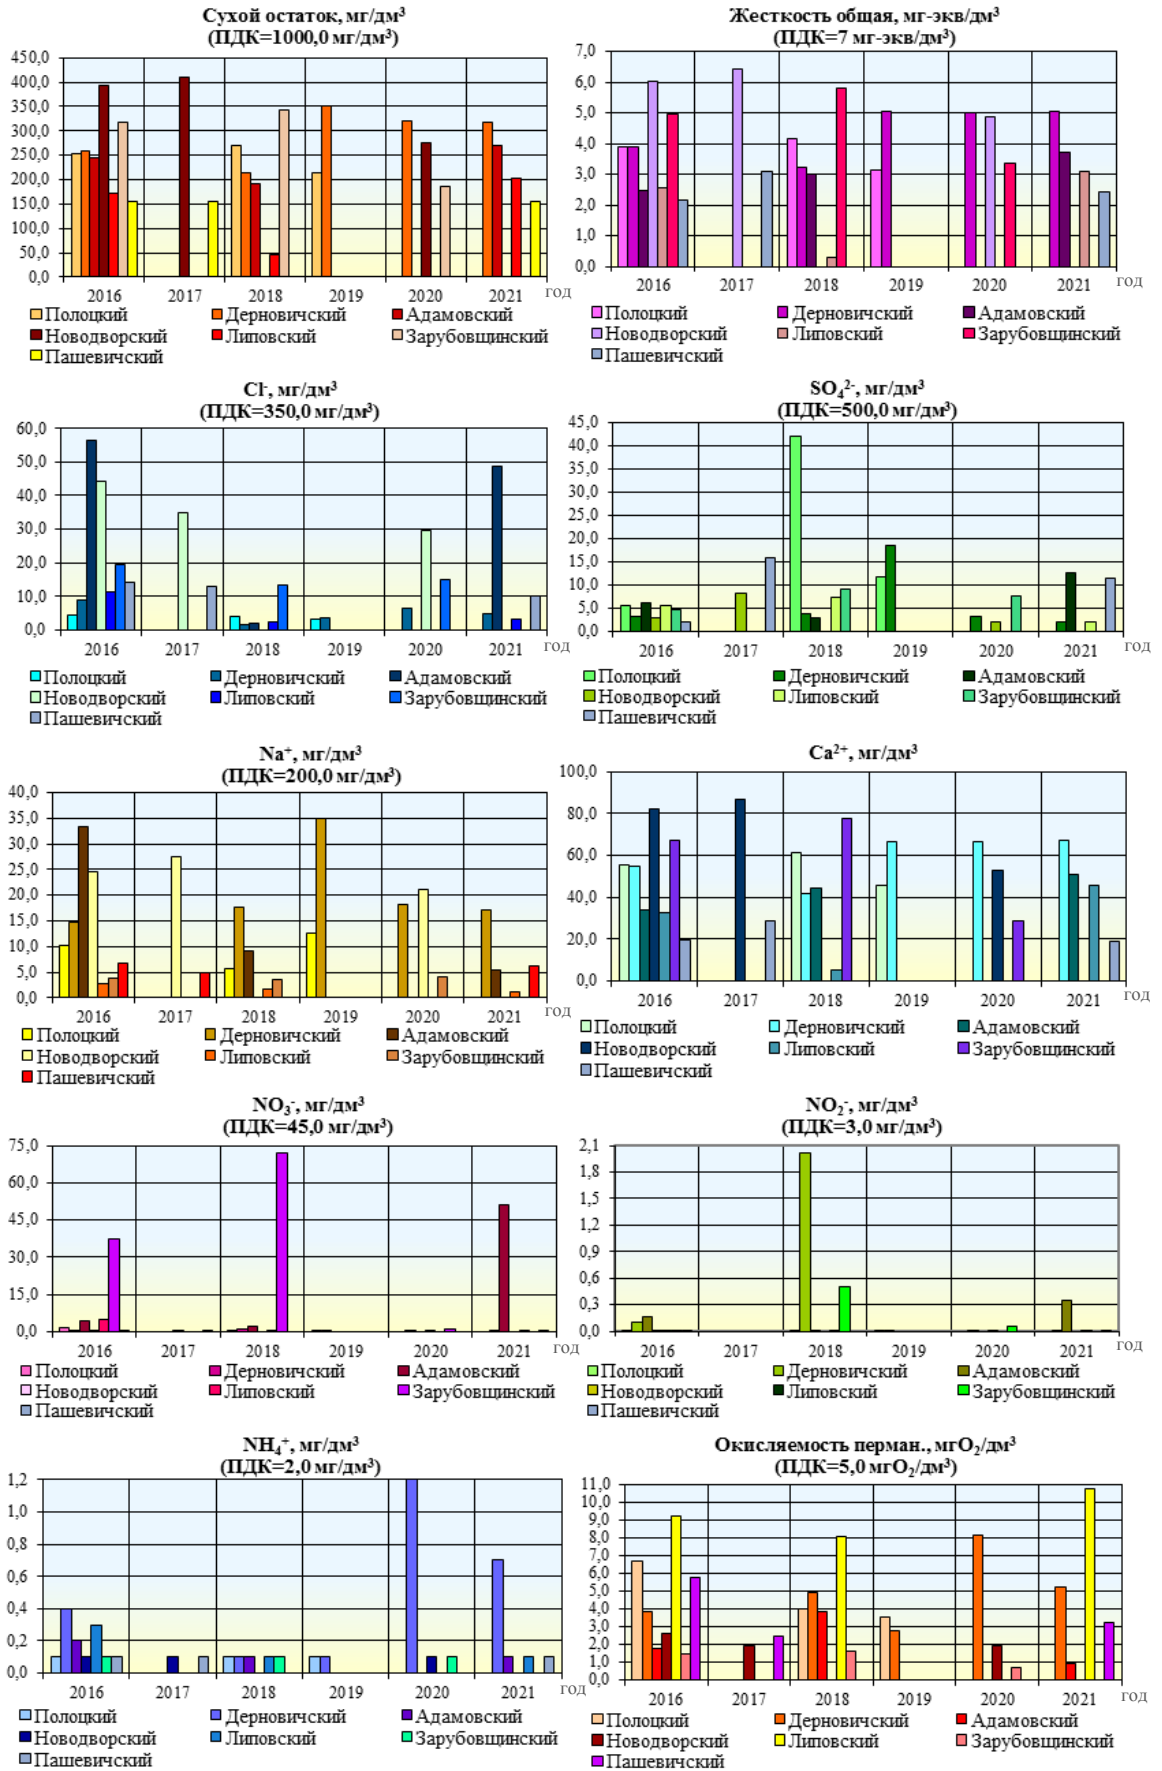 Сухой остаток, мг/дм³
(ПДК=1000,0 мг/дм³)
450,0
400,0
350,0
300,0
250,0
200,0
150,0
100,0
50,0
0,0
2016 2017 2018 2019 2020 2021 год
Полоцкий Дерновичский Адамовский
Новодворский Липовский Зарубовщинский
Пашевичский
Жесткость общая, мг-экв/дм³
(ПДК=7 мг-экв/дм³)
7,0
6,0
5,0
4,0
3,0
2,0
1,0
0,0
2016 2017 2018 2019 2020 2021 год
Полоцкий Дерновичский Адамовский
Новодворский Липовский Зарубовщинский
Пашевичский
Cl⁻, мг/дм³
(ПДК=350,0 мг/дм³)
60,0
50,0
40,0
30,0
20,0
10,0
0,0
2016 2017 2018 2019 2020 2021 год
Полоцкий Дерновичский Адамовский
Новодворский Липовский Зарубовщинский
Пашевичский
SO₄²⁻, мг/дм³
(ПДК=500,0 мг/дм³)
45,0
40,0
35,0
30,0
25,0
20,0
15,0
10,0
5,0
0,0
2016 2017 2018 2019 2020 2021 год
Полоцкий Дерновичский Адамовский
Новодворский Липовский Зарубовщинский
Пашевичский
Na⁺, мг/дм³
(ПДК=200,0 мг/дм³)
40,0
35,0
30,0
25,0
20,0
15,0
10,0
5,0
0,0
2016 2017 2018 2019 2020 2021 год
Полоцкий Дерновичский Адамовский
Новодворский Липовский Зарубовщинский
Пашевичский
Ca²⁺, мг/дм³
100,0
80,0
60,0
40,0
20,0
0,0
2016 2017 2018 2019 2020 2021 год
Полоцкий Дерновичский Адамовский
Новодворский Липовский Зарубовщинский
Пашевичский
NO₃⁻, мг/дм³
(ПДК=45,0 мг/дм³)
75,0
60,0
45,0
30,0
15,0
0,0
2016 2017 2018 2019 2020 2021 год
Полоцкий Дерновичский Адамовский
Новодворский Липовский Зарубовщинский
Пашевичский
NO₂⁻, мг/дм³
(ПДК=3,0 мг/дм³)
2,1
1,8
1,5
1,2
0,9
0,6
0,3
0,0
2016 2017 2018 2019 2020 2021 год
Полоцкий Дерновичский Адамовский
Новодворский Липовский Зарубовщинский
Пашевичский
NH₄⁺, мг/дм³
(ПДК=2,0 мг/дм³)
1,2
1,0
0,8
0,6
0,4
0,2
0,0
2016 2017 2018 2019 2020 2021 год
Полоцкий Дерновичский Адамовский
Новодворский Липовский Зарубовщинский
Пашевичский
Окисляемость перман., мгО₂/дм³
(ПДК=5,0 мгО₂/дм³)
11,0
10,0
9,0
8,0
7,0
6,0
5,0
4,0
3,0
2,0
1,0
0,0
2016 2017 2018 2019 2020 2021 год
Полоцкий Дерновичский Адамовский
Новодворский Липовский Зарубовщинский
Пашевичский